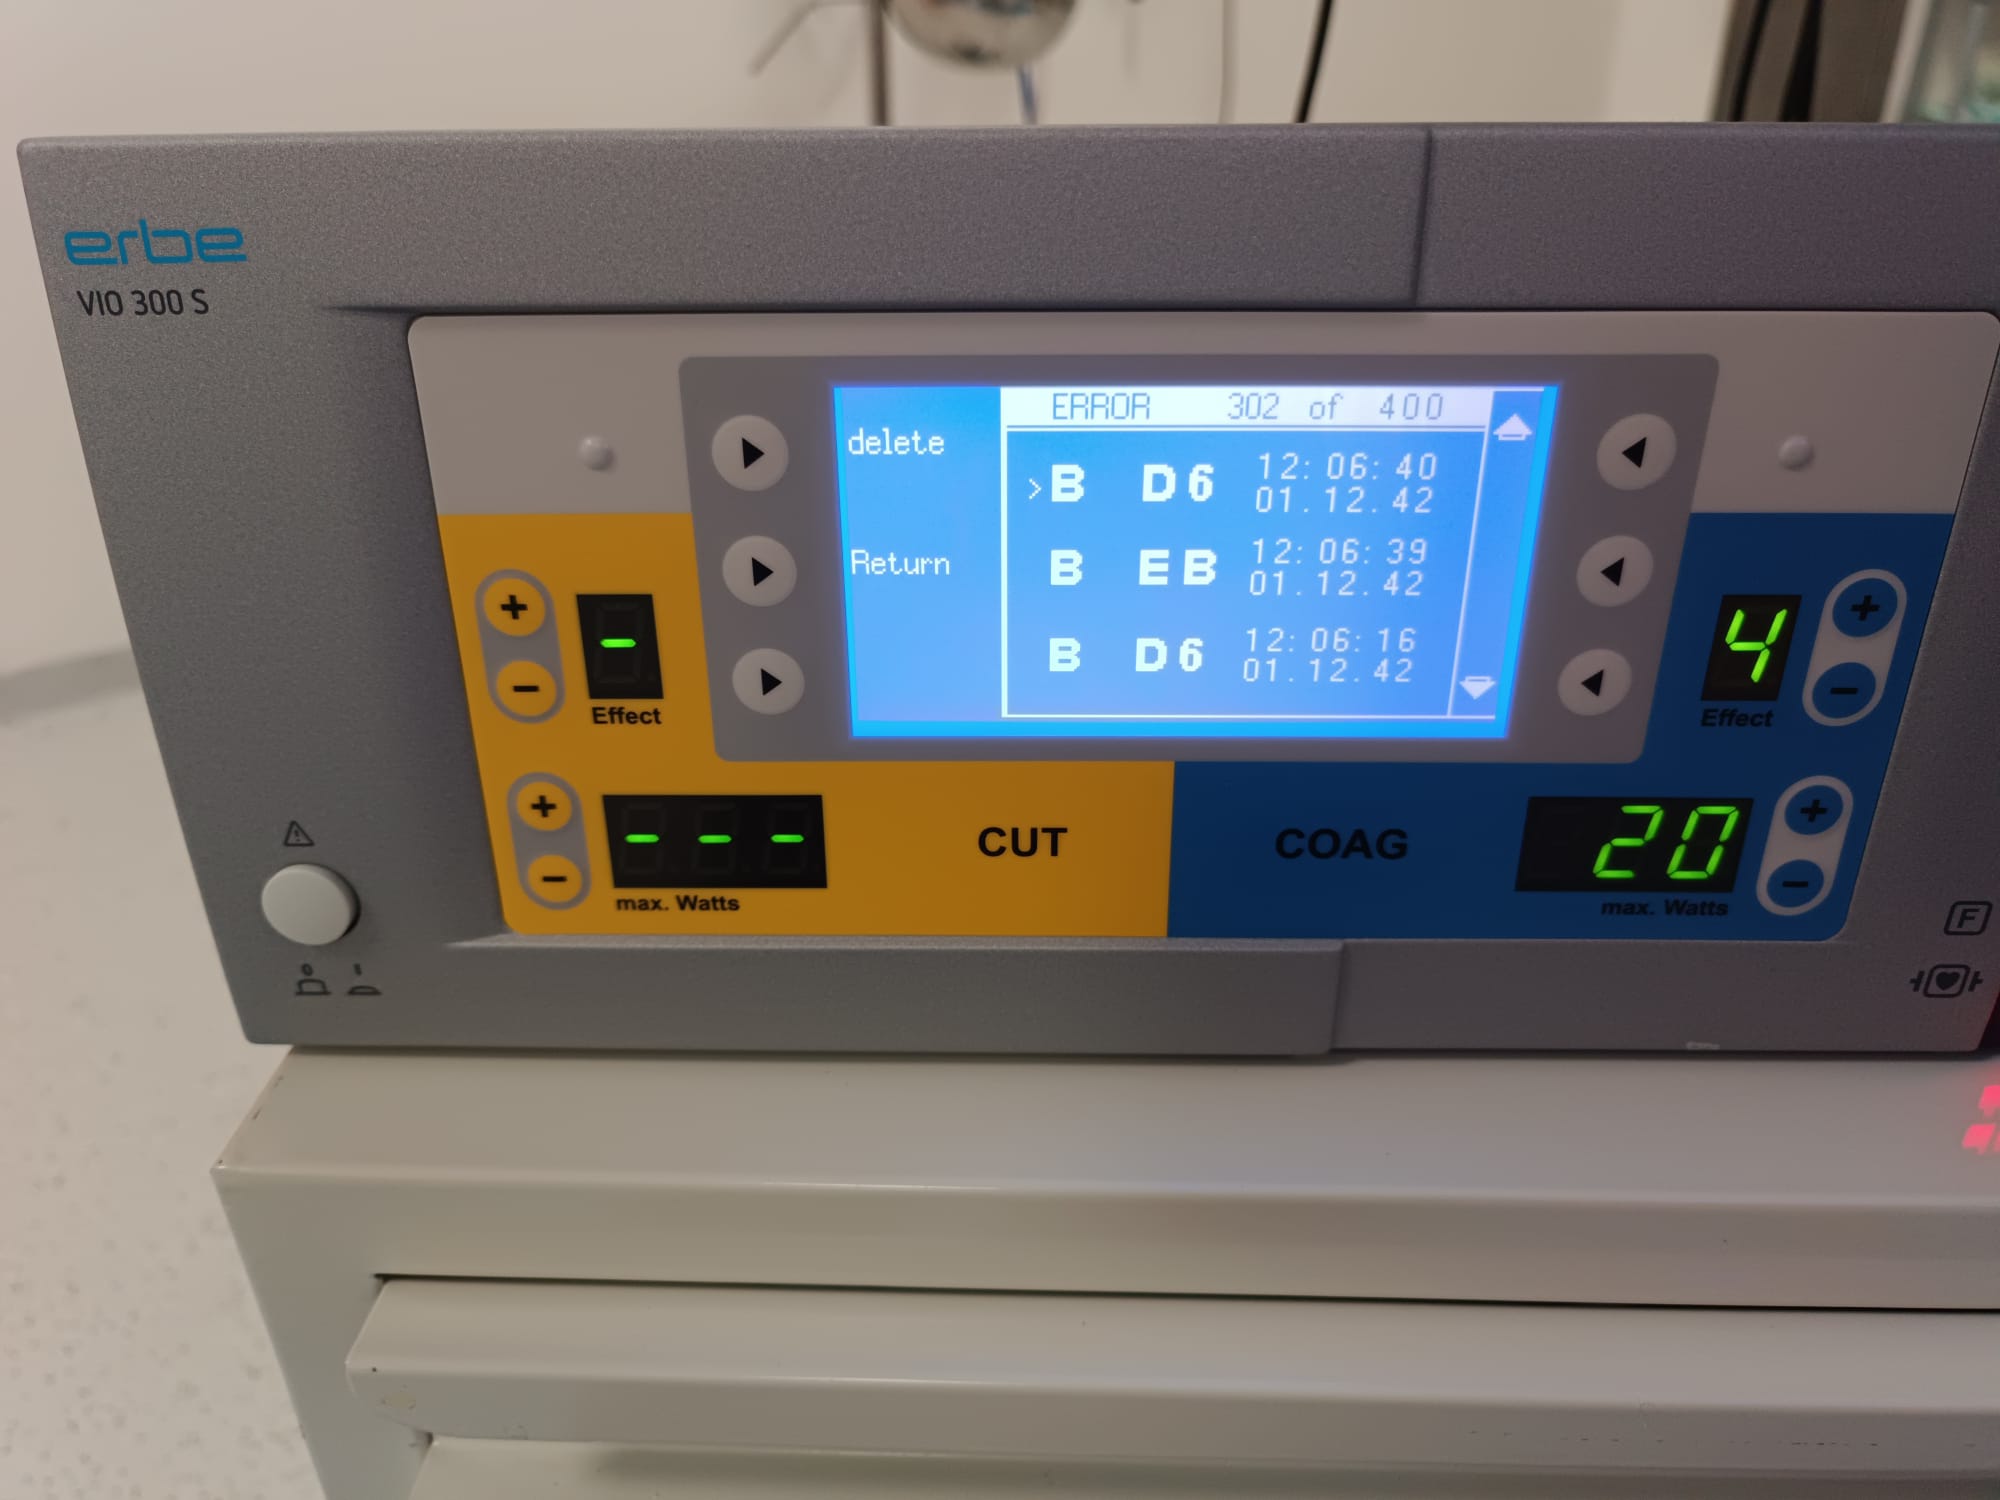 erbe
VIO 300 S
ERROR 302 of 400
delete
>B D6 12:06:40
01.12.42
Return
B EB 12:06:39
01.12.42
B D6 12:06:16
01.12.42
+
-
-
Effect
4
Effect
+
-
+
-
- - -
max. Watts
CUT
COAG
20
max. Watts
+
-
F